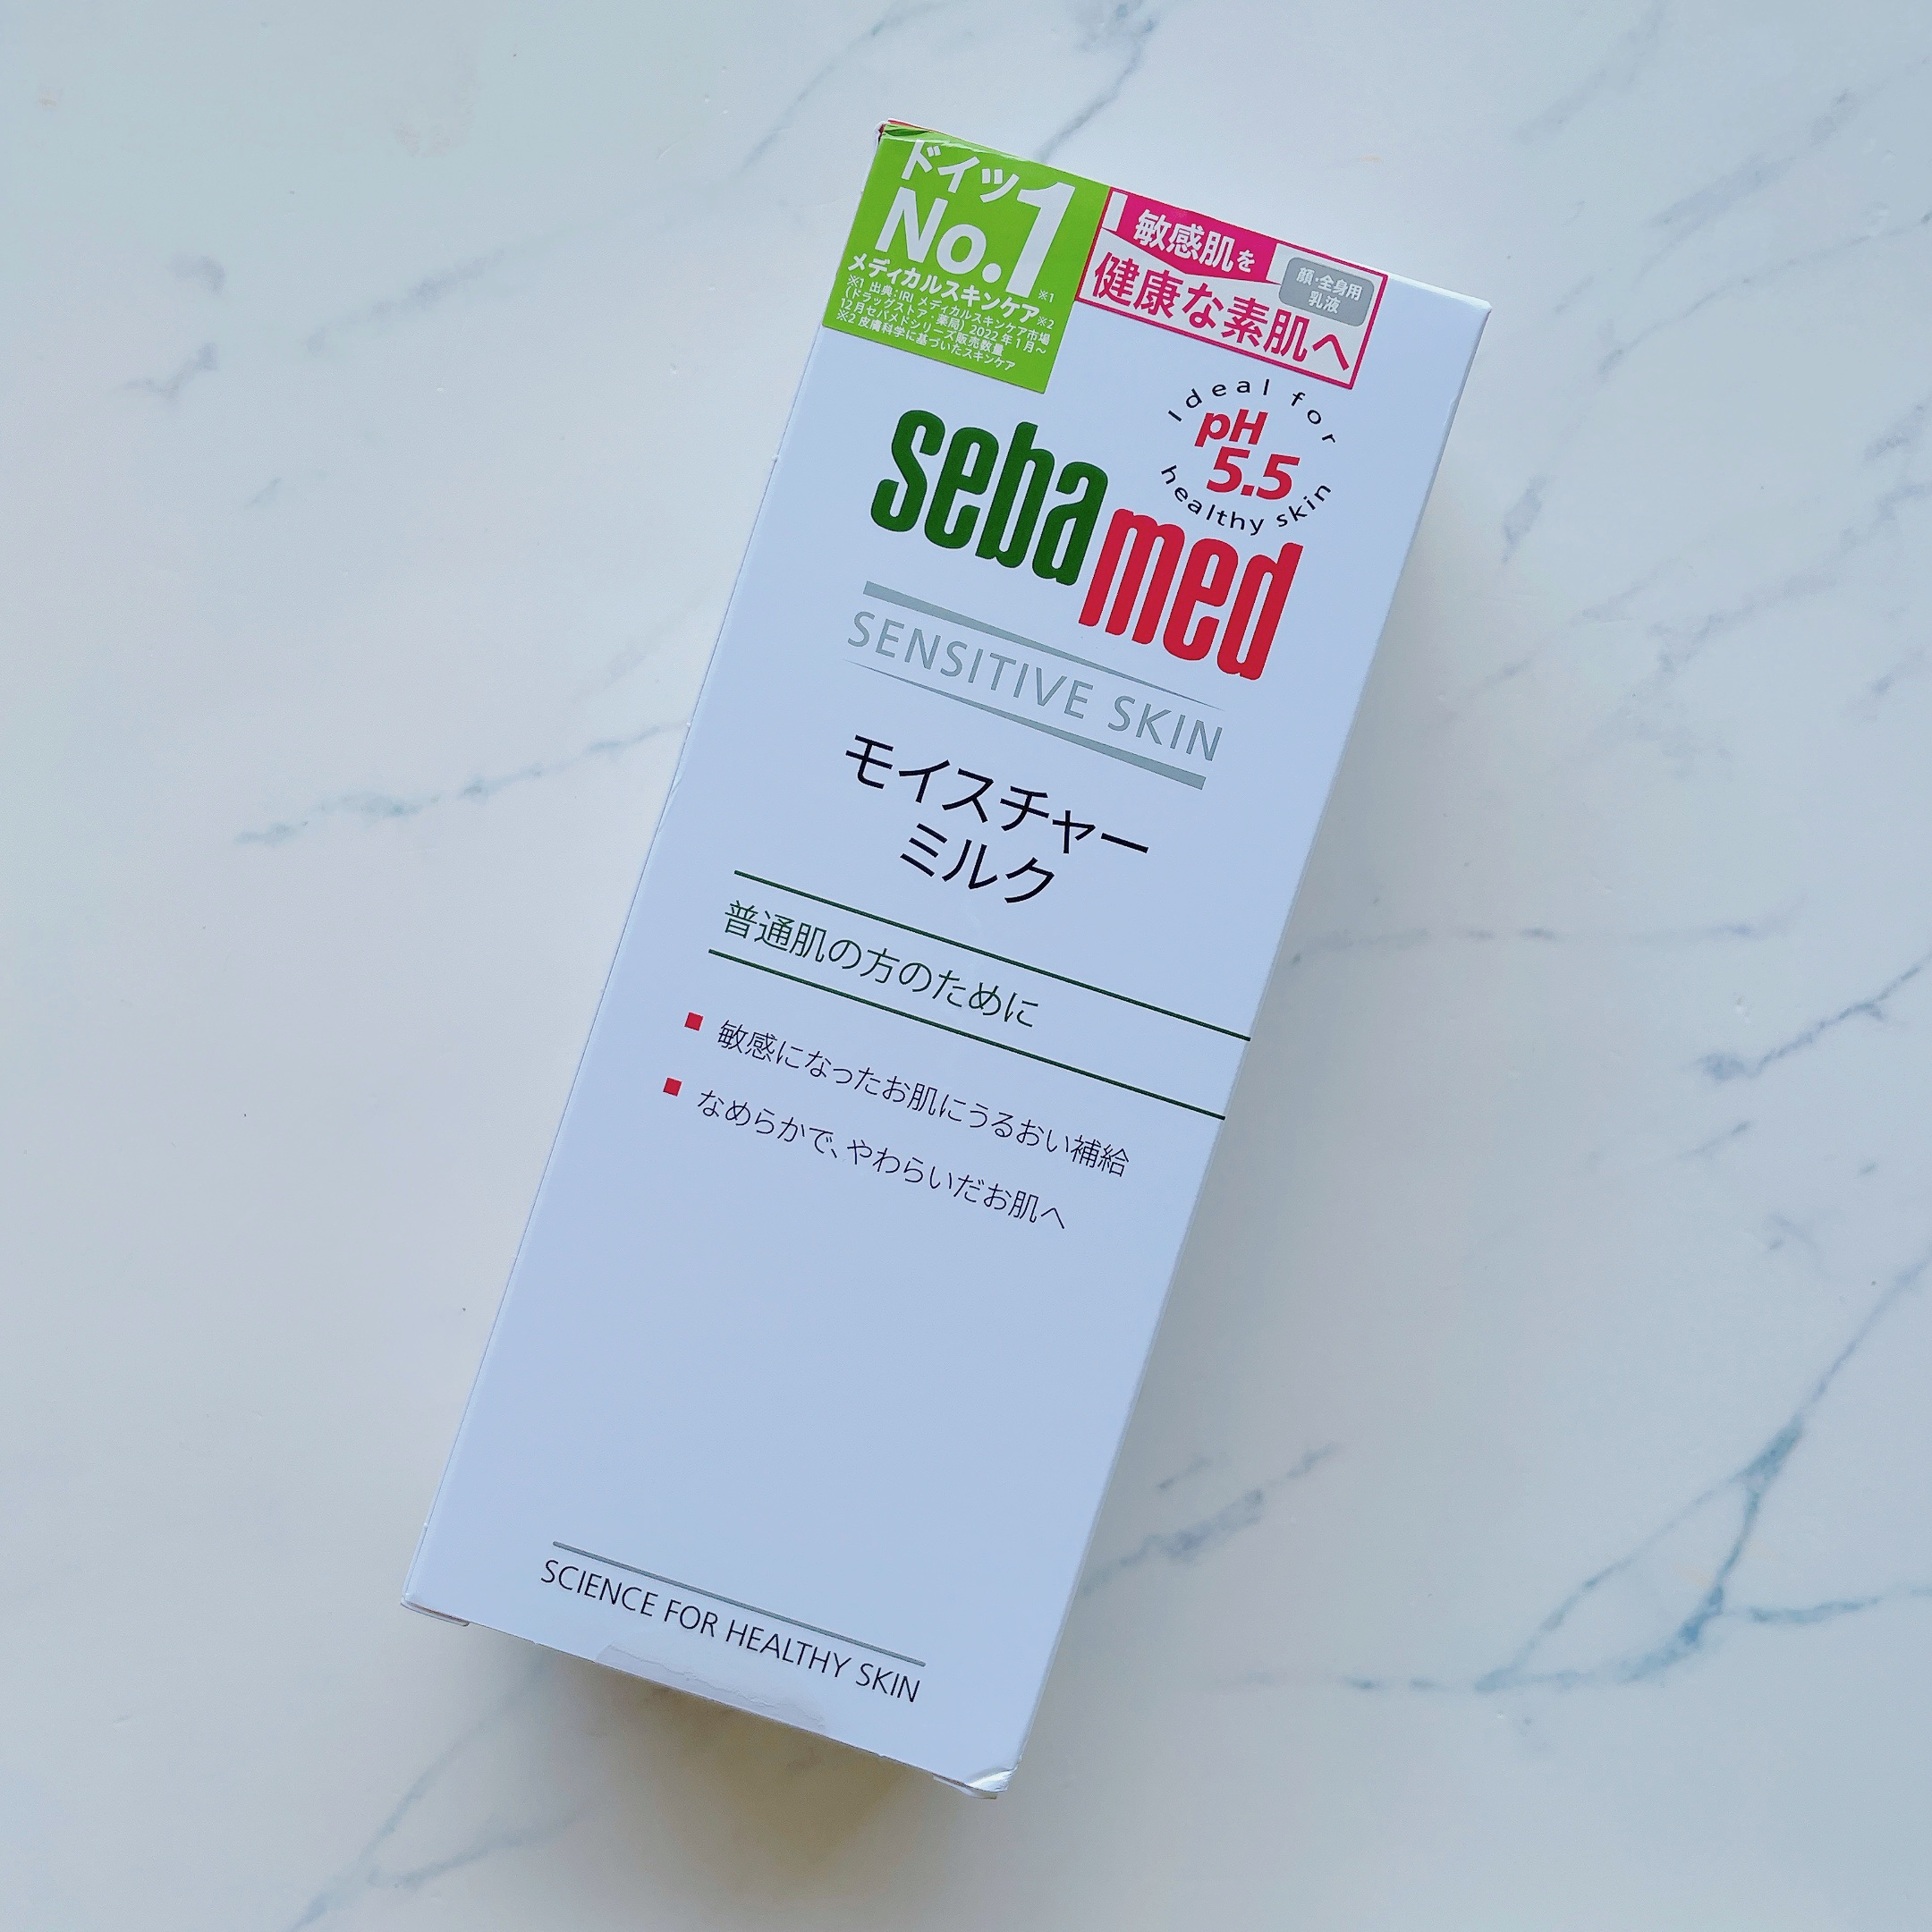 ドイツ
No.1※1
メディカルスキンケア※2
※1 出典:IRI メディカルスキンケア市場
(ドラッグストア・薬局) 2022年1月〜
12月セバメドシリーズ販売数量
※2 皮膚科学に基づいたスキンケア
敏感肌を
健康な素肌へ
顔・全身用
乳液
Ideal for
pH
5.5
healthy skin
sebamed
SENSITIVE SKIN
モイスチャー
ミルク
普通肌の方のために
■ 敏感になったお肌にうるおい補給
■ なめらかで、やわらいだお肌へ
SCIENCE FOR HEALTHY SKIN